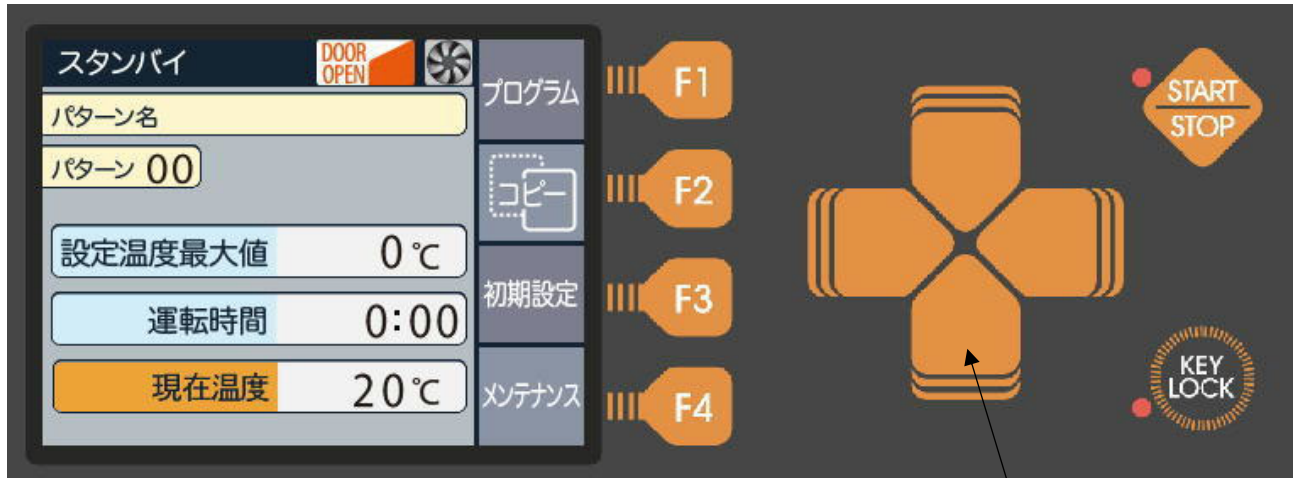 スタンバイ
DOOR
OPEN
パターン名
パターン 00
設定温度最大値 0℃
運転時間 0:00
現在温度 20℃
プログラム
コピー
初期設定
メンテナンス
F1
F2
F3
F4
START
STOP
KEY
LOCK